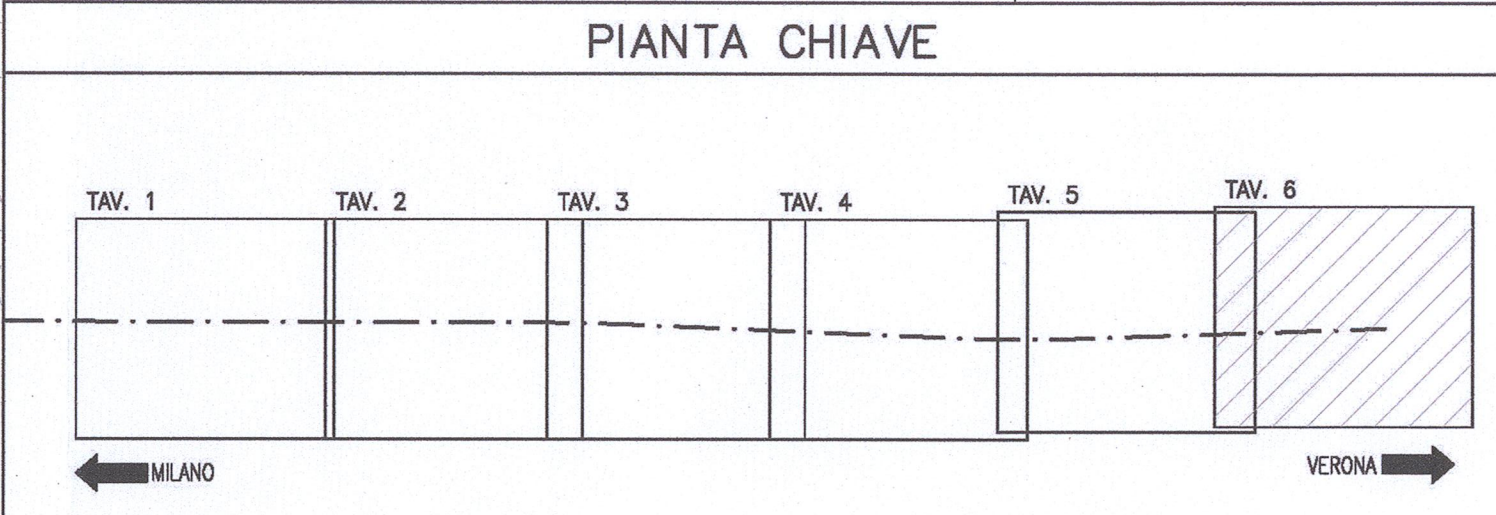 PIANTA CHIAVE
TAV. 1
TAV. 2
TAV. 3
TAV. 4
TAV. 5
TAV. 6
MILANO
VERONA